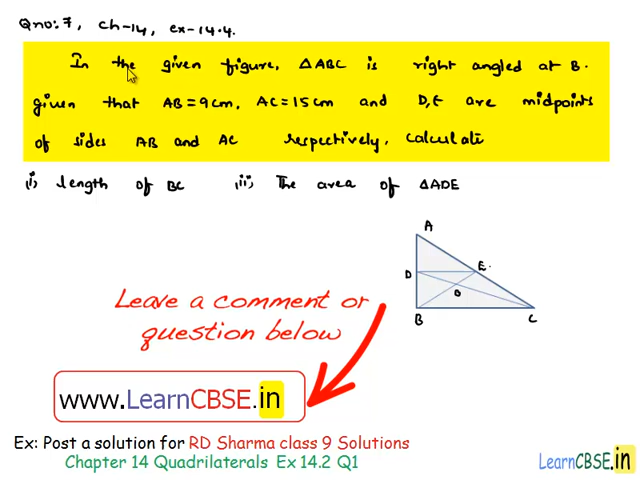 Qno:7, ch-14, ex-14.4.
In the given figure, △ABC is right angled at B.
given that AB=9cm, AC=15cm and D,E are midpoints
of sides AB and AC respectively, calculate
(i) length of BC (ii) The area of △ADE
A
D
E.
O
B
C
Leave a comment or
question below
www.LearnCBSE.in
Ex: Post a solution for RD Sharma class 9 Solutions
Chapter 14 Quadrilaterals Ex 14.2 Q1
LearnCBSE.in